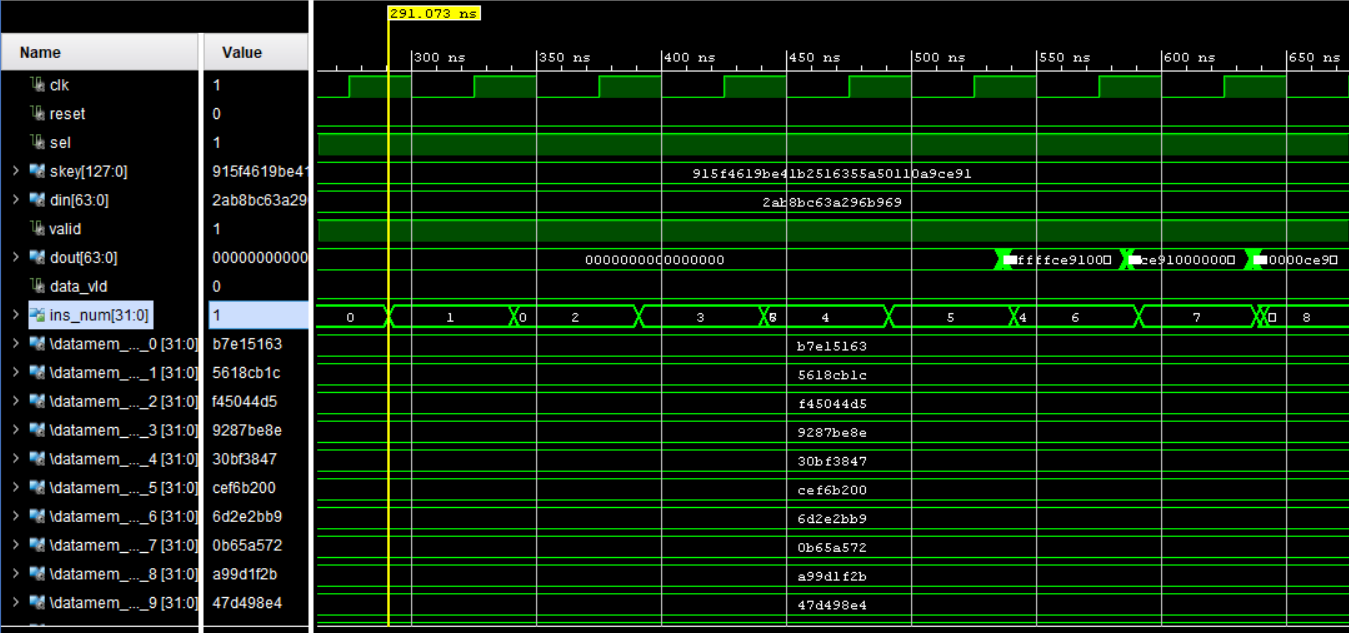 291.073 ns
Name Value
300 ns 350 ns 400 ns 450 ns 500 ns 550 ns 600 ns 650 ns
clk 1
reset 0
sel 1
skey[127:0] 915f4619be41 915f4619be41b2516355a50110a9ce91
din[63:0] 2ab8bc63a29 2ab8bc63a296b969
valid 1
dout[63:0] 00000000000 0000000000000000 ffffce9100 ce91000000 0000ce9
data_vld 0
ins_num[31:0] 1 0 1 0 2 3 4 5 4 6 7 8
\datamem_..._0 [31:0] b7e15163 b7e15163
\datamem_..._1 [31:0] 5618cb1c 5618cb1c
\datamem_..._2 [31:0] f45044d5 f45044d5
\datamem_..._3 [31:0] 9287be8e 9287be8e
\datamem_..._4 [31:0] 30bf3847 30bf3847
\datamem_..._5 [31:0] cef6b200 cef6b200
\datamem_..._6 [31:0] 6d2e2bb9 6d2e2bb9
\datamem_..._7 [31:0] 0b65a572 0b65a572
\datamem_..._8 [31:0] a99d1f2b a99d1f2b
\datamem_..._9 [31:0] 47d498e4 47d498e4